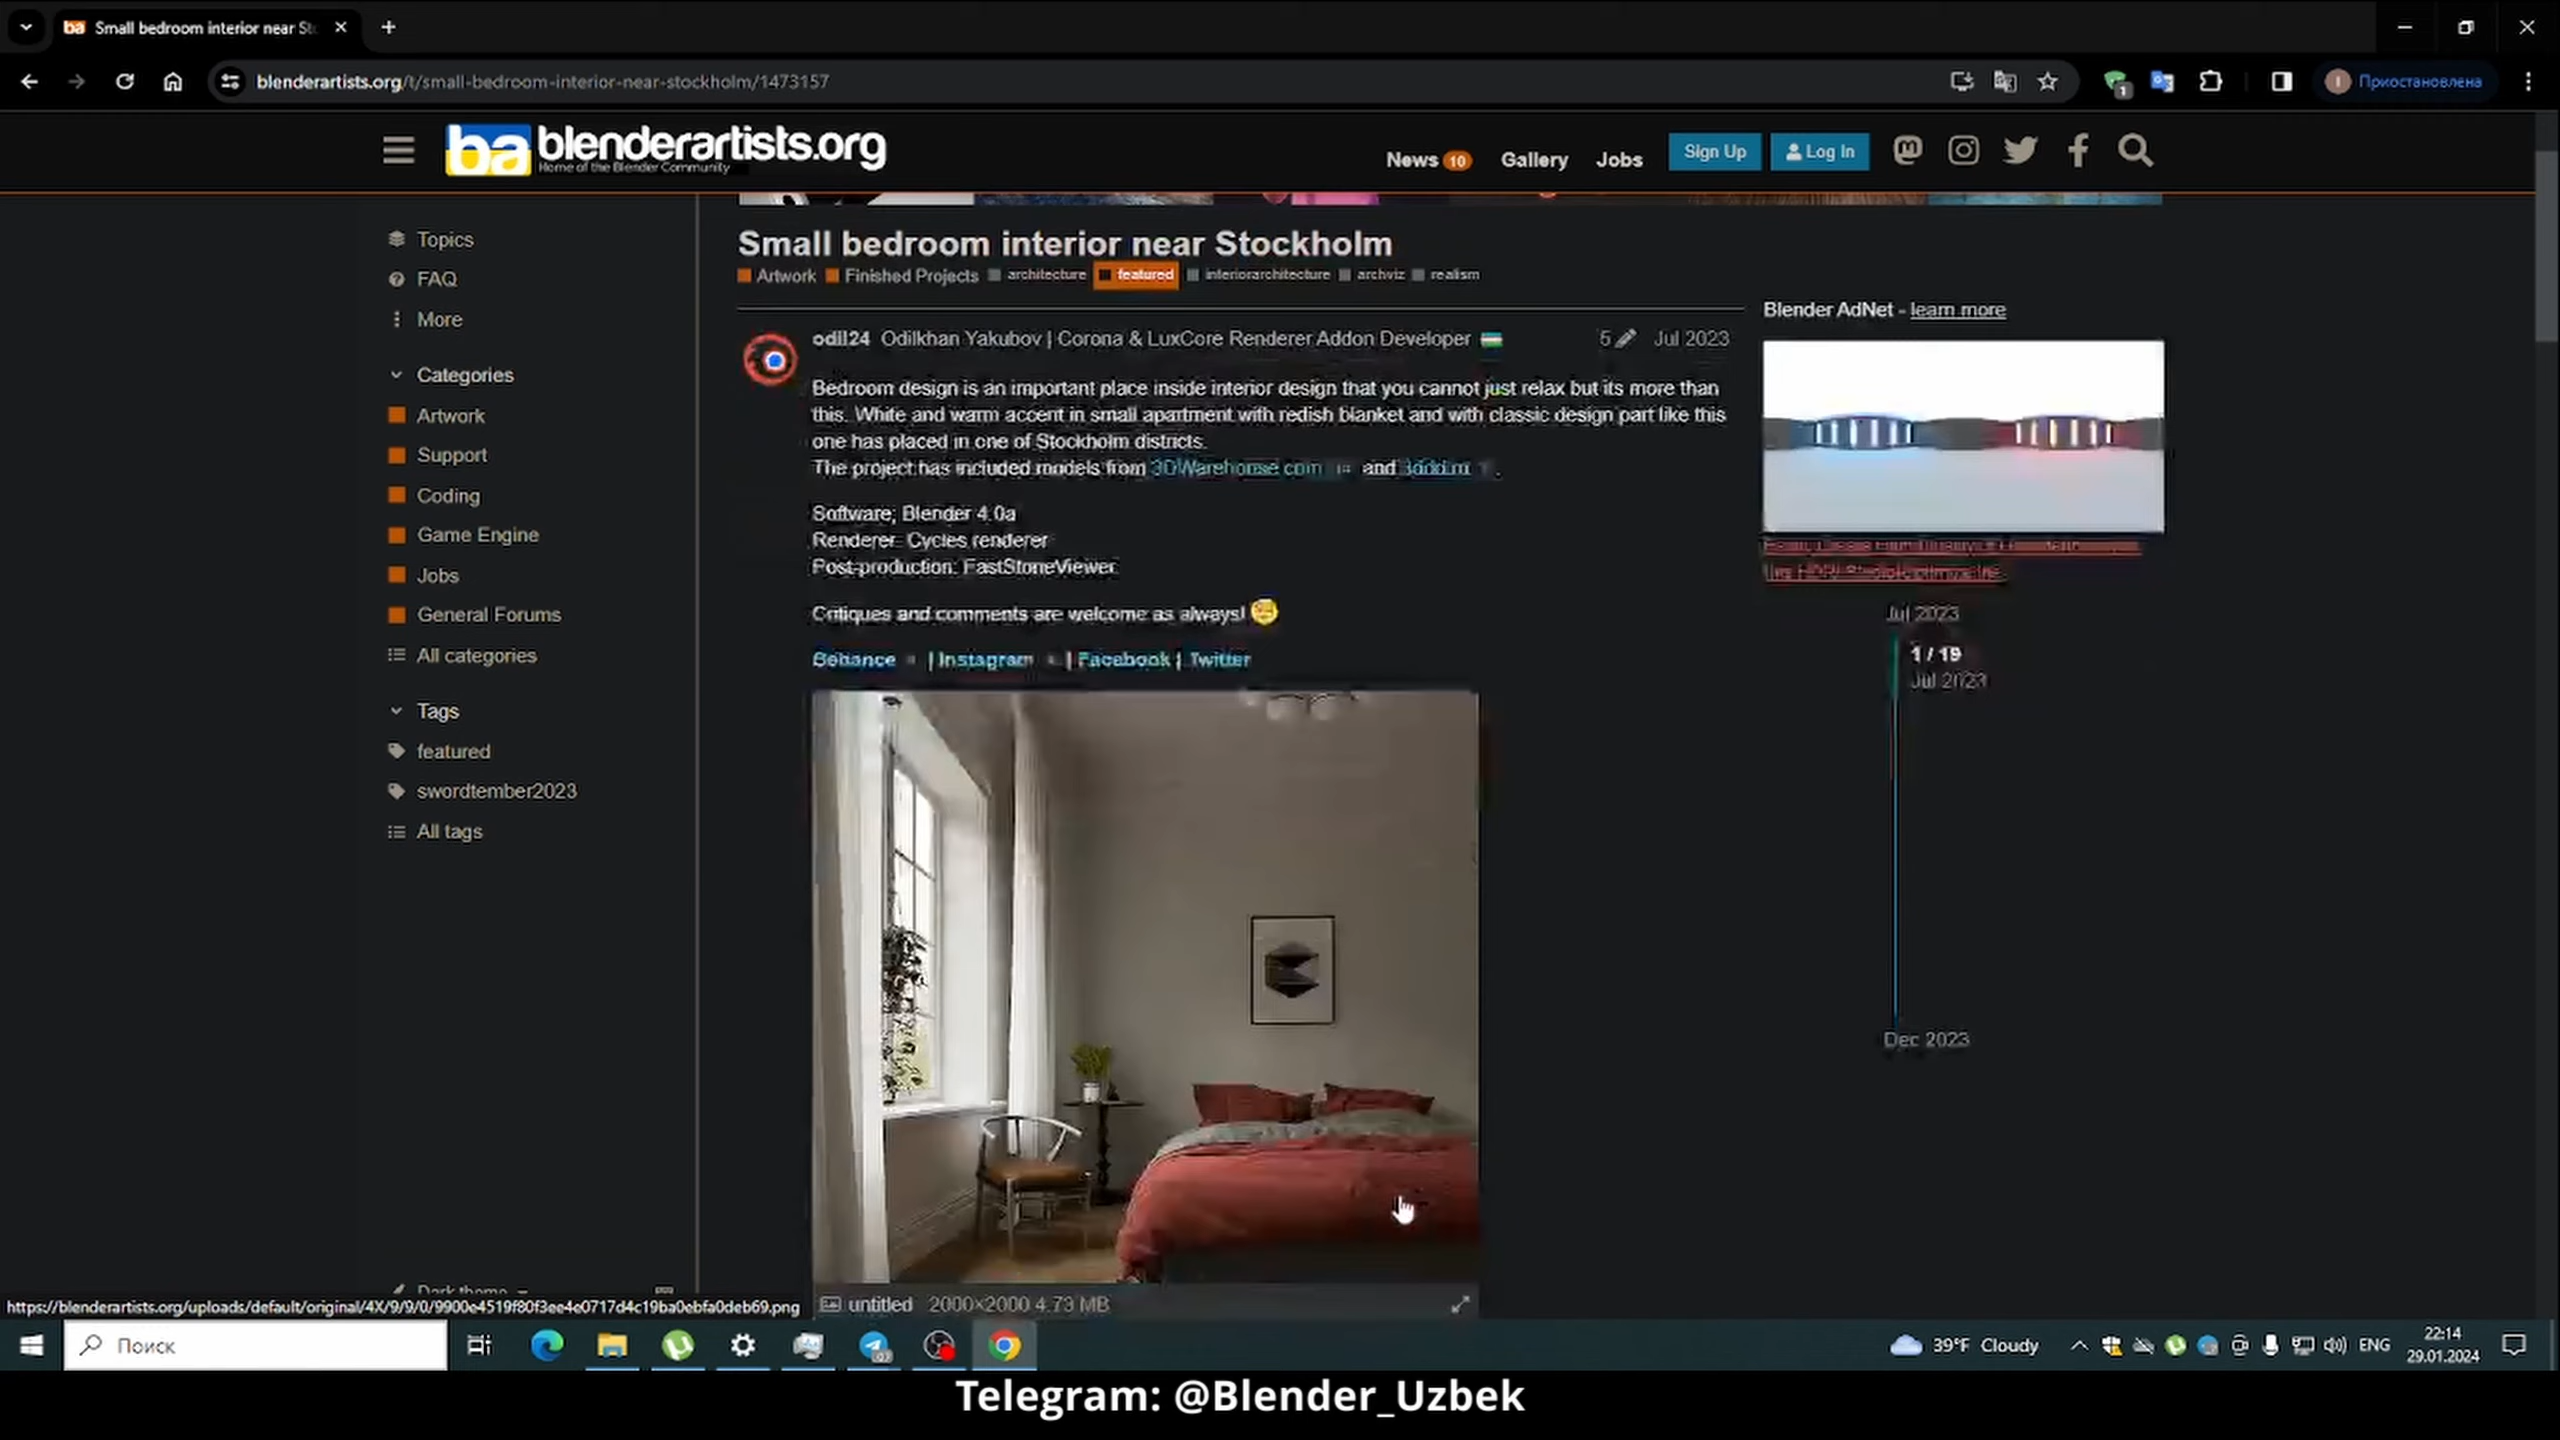 Small bedroom interior near St
blenderartists.org/t/small-bedroom-interior-near-stockholm/1473157
1
Приостановлена
ba blenderartists.org
Home of the Blender Community
News 10 Gallery Jobs Sign Up Log In
Topics
FAQ
More
Categories
Artwork
Support
Coding
Game Engine
Jobs
General Forums
All categories
Tags
featured
swordtember2023
All tags
Dark theme
Small bedroom interior near Stockholm
Artwork Finished Projects architecture featured interiorarchitecture archviz realism
odil24 Odilkhan Yakubov | Corona & LuxCore Renderer Addon Developer 5 Jul 2023
Bedroom design is an important place inside interior design that you cannot just relax but its more than
this. White and warm accent in small apartment with redish blanket and with classic design part like this
one has placed in one of Stockholm districts.
The project has included models from 3DWarehouse.com and
Software; Blender 4.0a
Renderer: Cycles renderer
Post-production: FastStoneViewer
Critiques and comments are welcome as always!
Behance | Instagram | Facebook | Twitter
untitled 2000×2000 4.73 MB
Blender AdNet - learn more
Jul 2023
1 / 19
Jul 2023
Dec 2023
https://blenderartists.org/uploads/default/original/4X/9/9/0/9900e4519f80f3ee4e0717d4c19ba0ebfa0deb69.png
Поиск
39°F Cloudy
ENG
22:14
29.01.2024
Telegram: @Blender_Uzbek